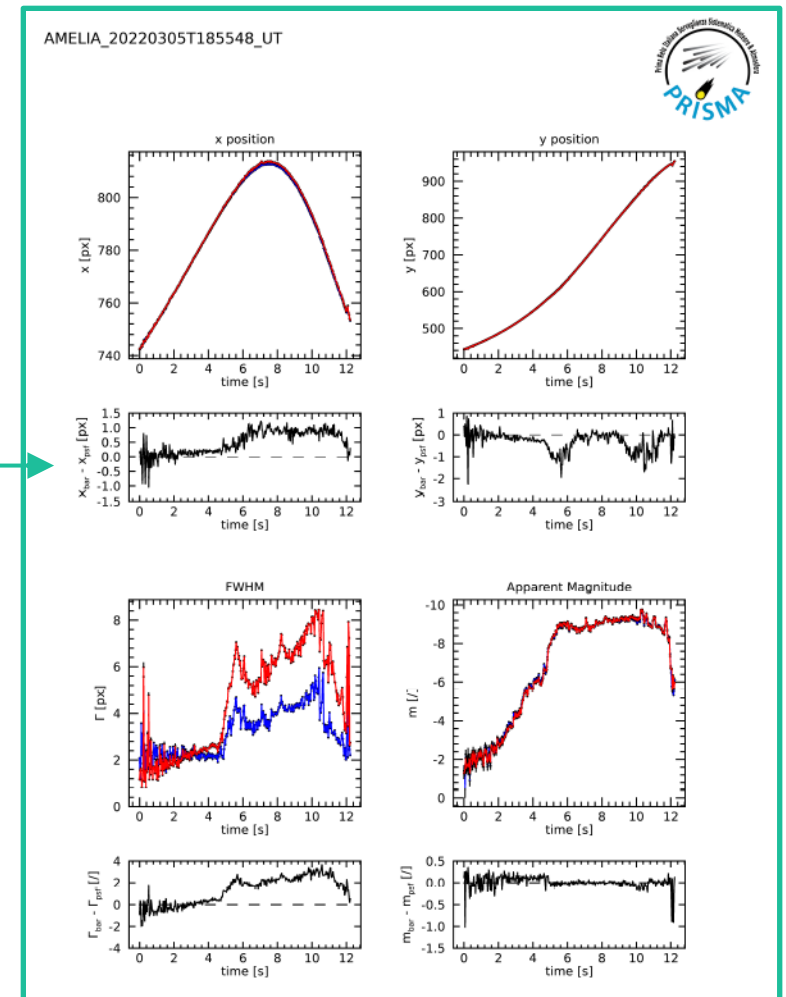 AMELIA_20220305T185548_UT
Prima Rete Italiana Sorveglianza Sistematica Meteore & Atmosfera
PRISMA
x position
y position
x [px]
800
780
760
740
0 2 4 6 8 10 12
time [s]
y [px]
900
800
700
600
500
0 2 4 6 8 10 12
time [s]
x_bar - x_psf [px]
1.5
1.0
0.5
0.0
-0.5
-1.0
-1.5
0 2 4 6 8 10 12
time [s]
y_bar - y_psf [px]
1
0
-1
-2
-3
0 2 4 6 8 10 12
time [s]
FWHM
Apparent Magnitude
Γ [px]
8
6
4
2
0
0 2 4 6 8 10 12
time [s]
m [/]
-10
-8
-6
-4
-2
0
0 2 4 6 8 10 12
time [s]
Γ_bar - Γ_psf [/]
4
2
0
-2
-4
0 2 4 6 8 10 12
time [s]
m_bar - m_psf [/]
0.5
0.0
-0.5
-1.0
-1.5
0 2 4 6 8 10 12
time [s]